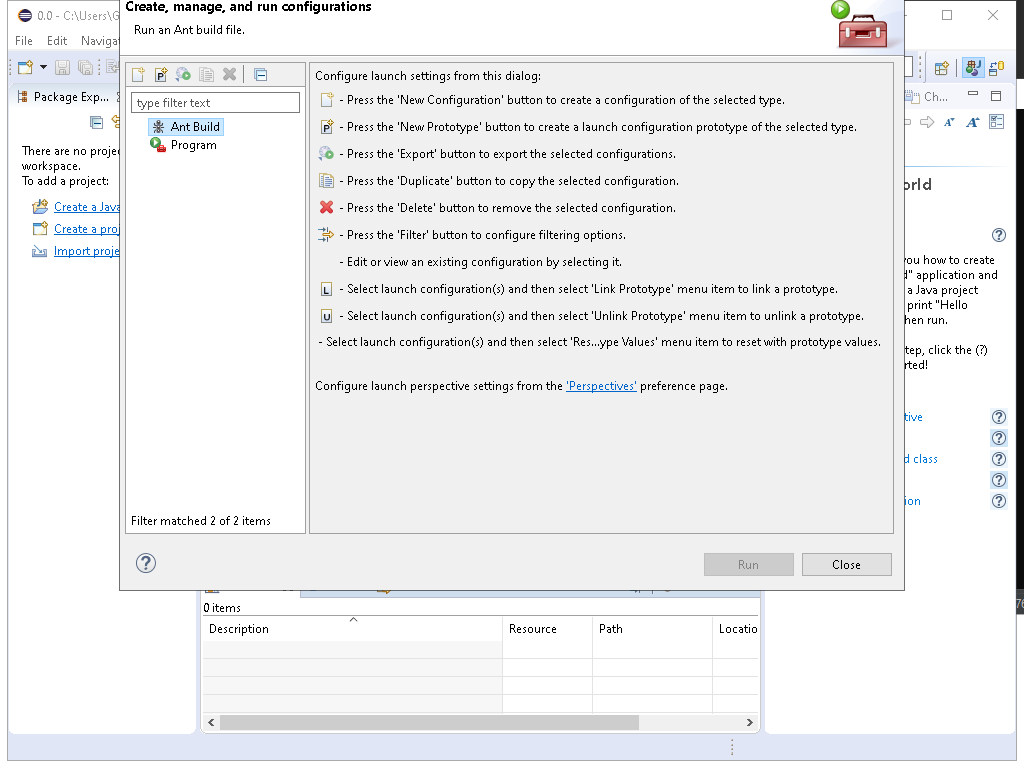 Create, manage, and run configurations
Run an Ant build file.
0.0 - C:\Users\G
File Edit Naviga
Package Exp...
Ch...
type filter text
Ant Build
Program
Filter matched 2 of 2 items
There are no proje
workspace.
To add a project:
Create a Java
Create a proj
Import proje
Configure launch settings from this dialog:
- Press the 'New Configuration' button to create a configuration of the selected type.
P - Press the 'New Prototype' button to create a launch configuration prototype of the selected type.
- Press the 'Export' button to export the selected configurations.
- Press the 'Duplicate' button to copy the selected configuration.
- Press the 'Delete' button to remove the selected configuration.
- Press the 'Filter' button to configure filtering options.
- Edit or view an existing configuration by selecting it.
L - Select launch configuration(s) and then select 'Link Prototype' menu item to link a prototype.
U - Select launch configuration(s) and then select 'Unlink Prototype' menu item to unlink a prototype.
- Select launch configuration(s) and then select 'Res...ype Values' menu item to reset with prototype values.
Configure launch perspective settings from the 'Perspectives' preference page.
Run Close
orld
you how to create
d" application and
a Java project
print "Hello
hen run.
tep, click the (?)
rted!
tive
d class
ion
0 items
Description Resource Path Locatio